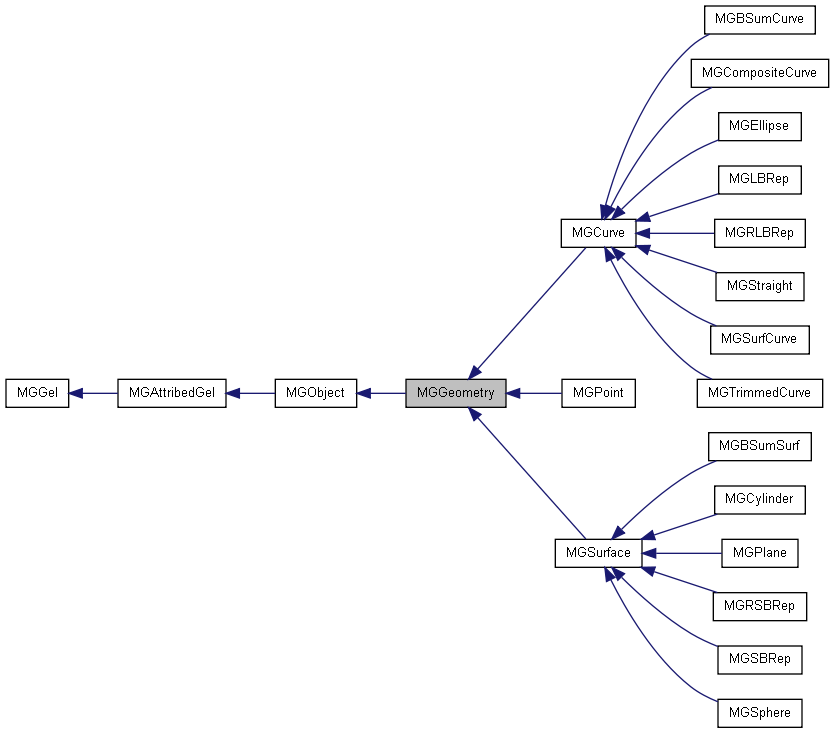 MGBSumCurve
MGCompositeCurve
MGEllipse
MGLBRep
MGCurve
MGRLBRep
MGStraight
MGSurfCurve
MGGel
MGAttribedGel
MGObject
MGGeometry
MGPoint
MGTrimmedCurve
MGBSumSurf
MGCylinder
MGSurface
MGPlane
MGRSBRep
MGSBRep
MGSphere